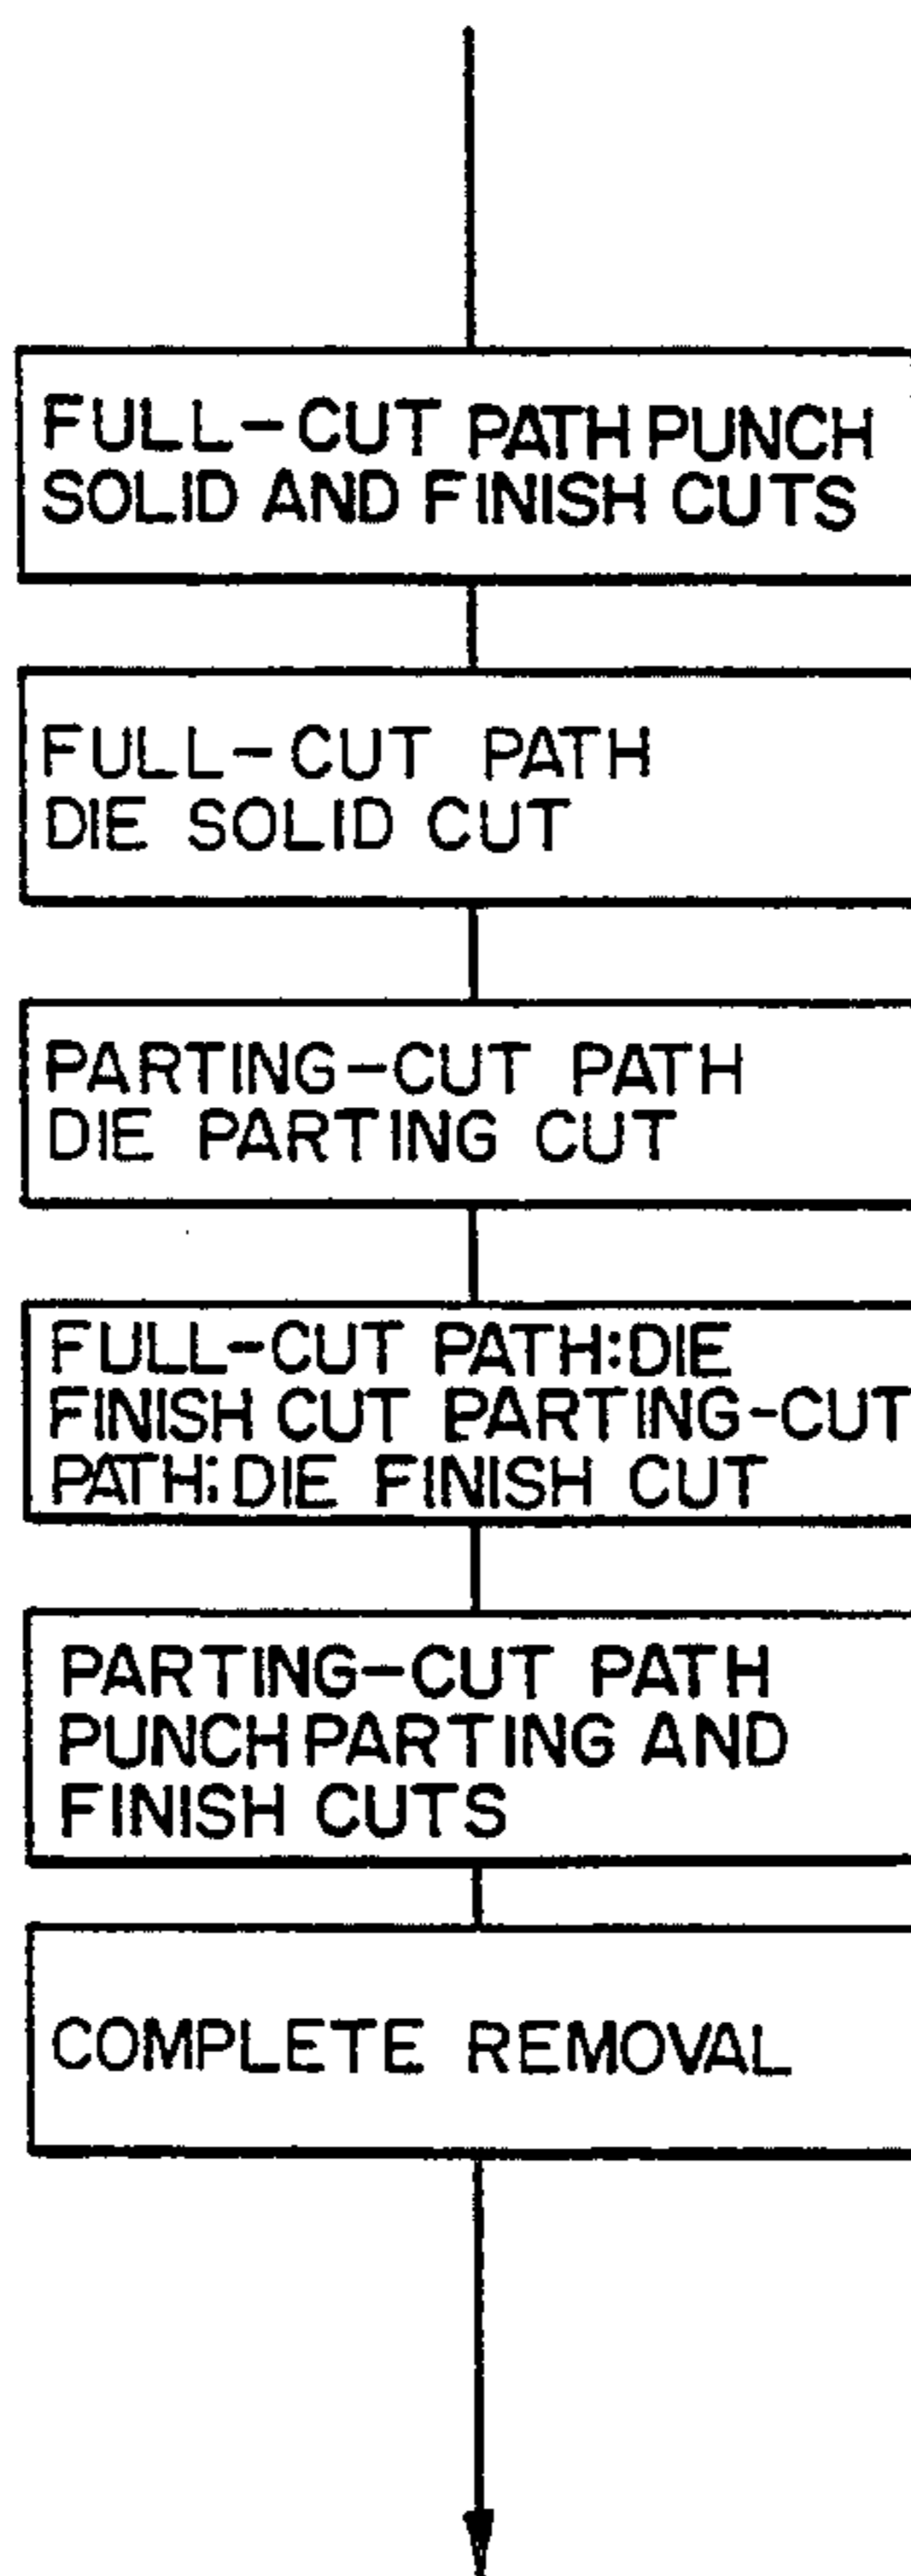 FULL-CUT PATH PUNCH
SOLID AND FINISH CUTS
FULL-CUT PATH
DIE SOLID CUT
PARTING-CUT PATH
DIE PARTING CUT
FULL-CUT PATH:DIE
FINISH CUT PARTING-CUT
PATH:DIE FINISH CUT
PARTING-CUT PATH
PUNCH PARTING AND
FINISH CUTS
COMPLETE REMOVAL